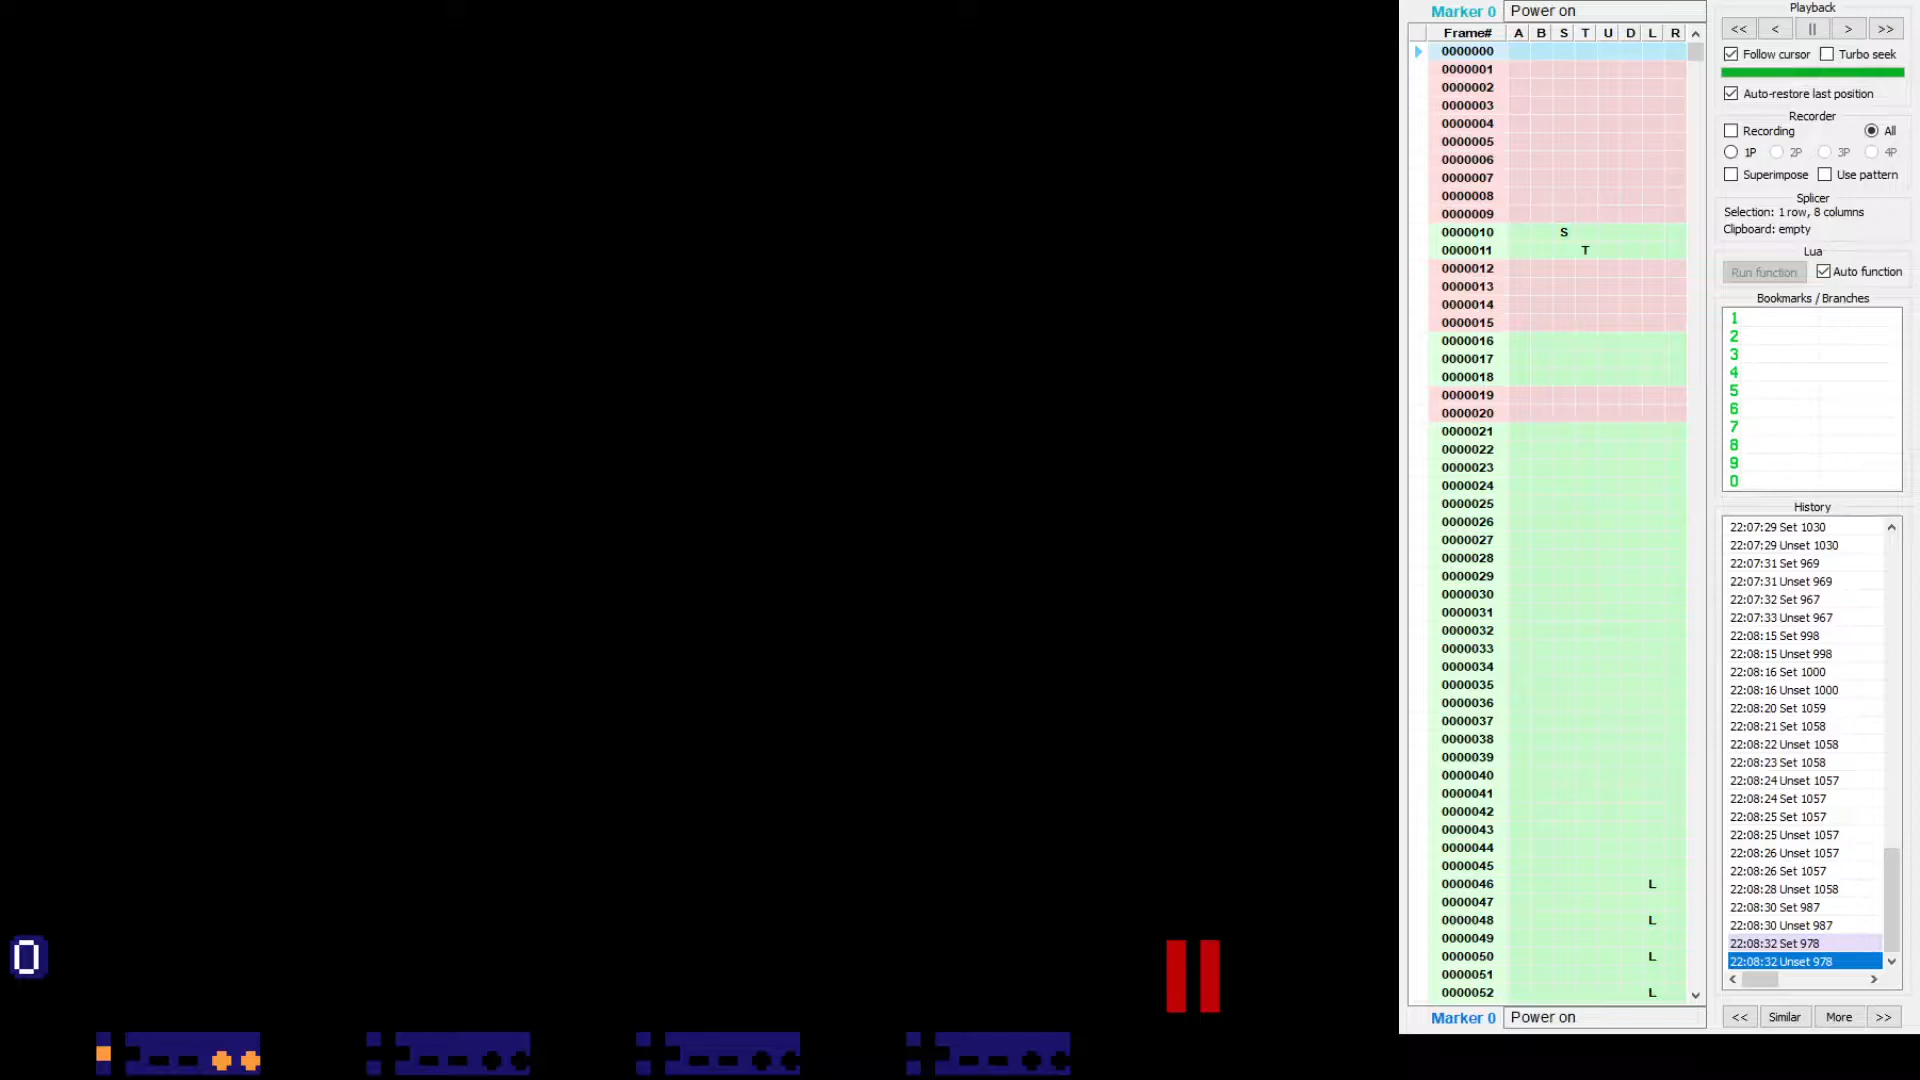 Marker 0 Power on
Frame# A B S T U D L R
0000000
0000001
0000002
0000003
0000004
0000005
0000006
0000007
0000008
0000009
0000010 S
0000011 T
0000012
0000013
0000014
0000015
0000016
0000017
0000018
0000019
0000020
0000021
0000022
0000023
0000024
0000025
0000026
0000027
0000028
0000029
0000030
0000031
0000032
0000033
0000034
0000035
0000036
0000037
0000038
0000039
0000040
0000041
0000042
0000043
0000044
0000045
0000046 L
0000047
0000048 L
0000049
0000050 L
0000051
0000052 L
Marker 0 Power on
Playback
<< < || > >>
Follow cursor Turbo seek
Auto-restore last position
Recorder
Recording All
1P 2P 3P 4P
Superimpose Use pattern
Splicer
Selection: 1 row, 8 columns
Clipboard: empty
Lua
Run function Auto function
Bookmarks / Branches
1
2
3
4
5
6
7
8
9
0
History
22:07:29 Set 1030
22:07:29 Unset 1030
22:07:31 Set 969
22:07:31 Unset 969
22:07:32 Set 967
22:07:33 Unset 967
22:08:15 Set 998
22:08:15 Unset 998
22:08:16 Set 1000
22:08:16 Unset 1000
22:08:20 Set 1059
22:08:21 Set 1058
22:08:22 Unset 1058
22:08:23 Set 1058
22:08:24 Unset 1057
22:08:24 Set 1057
22:08:25 Set 1057
22:08:25 Unset 1057
22:08:26 Unset 1057
22:08:26 Set 1057
22:08:28 Unset 1058
22:08:30 Set 987
22:08:30 Unset 987
22:08:32 Set 978
22:08:32 Unset 978
<< Similar More >>
0